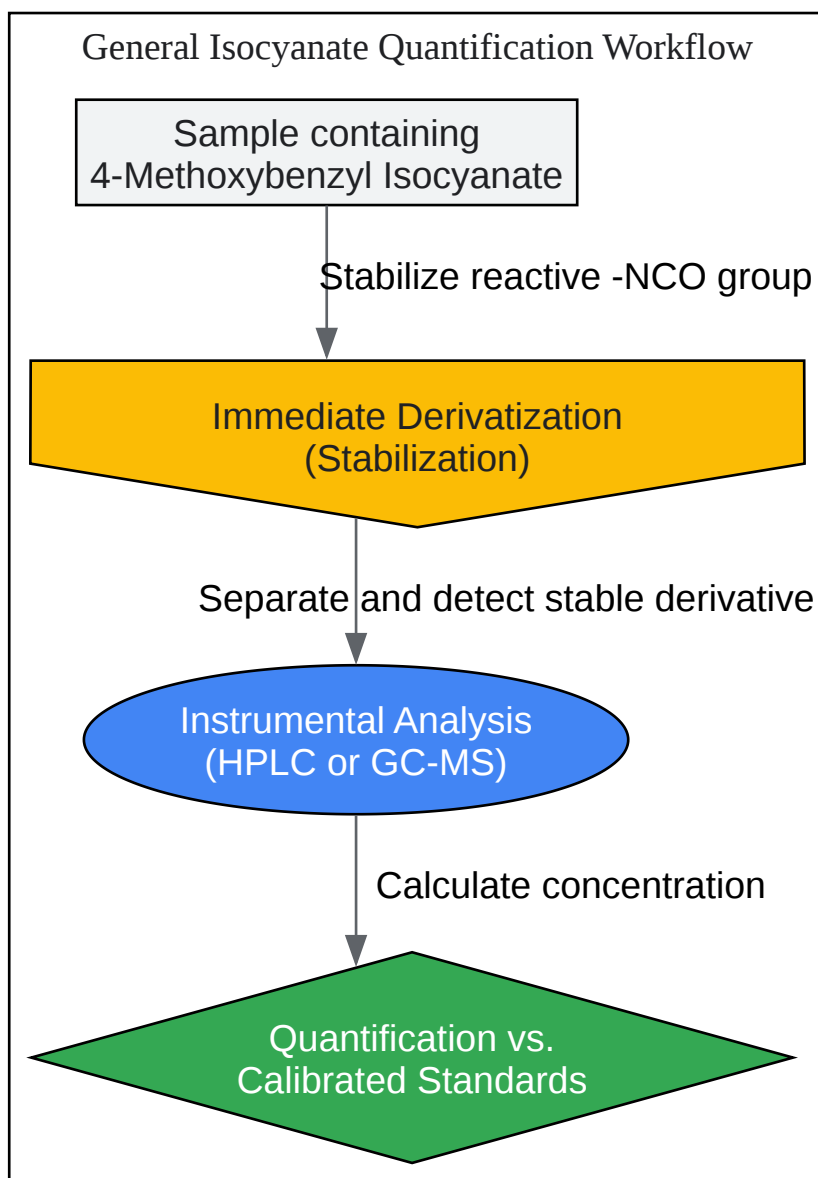 General Isocyanate Quantification Workflow
Sample containing
4-Methoxybenzyl Isocyanate
Stabilize reactive -NCO group
Immediate Derivatization
(Stabilization)
Separate and detect stable derivative
Instrumental Analysis
(HPLC or GC-MS)
Calculate concentration
Quantification vs.
Calibrated Standards